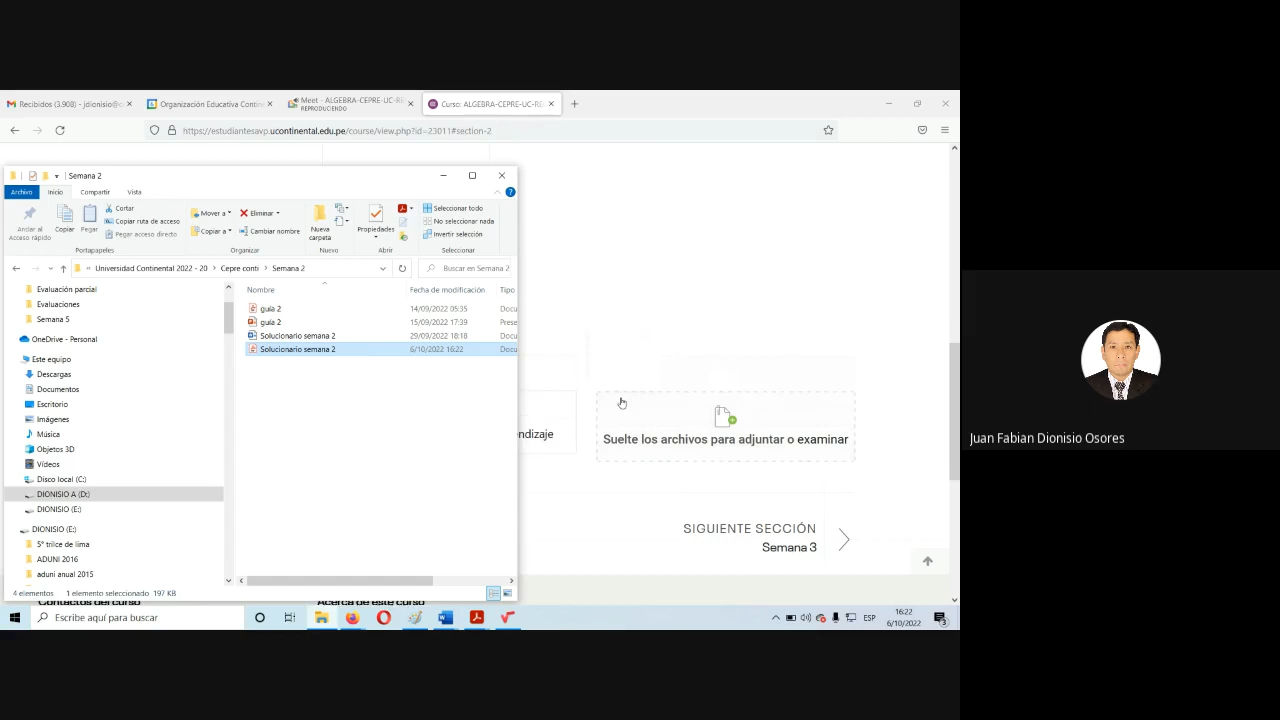 Recibidos (3.908) - jdionisio@c
Organización Educativa Contine
Meet - ALGEBRA-CEPRE-UC-RE
REPRODUCIENDO
Curso: ALGEBRA-CEPRE-UC-RE
https://estudiantesavp.ucontinental.edu.pe/course/view.php?id=23011#section-2
Semana 2
Archivo Inicio Compartir Vista
Anclar al Acceso rápido
Copiar
Pegar
Cortar
Copiar ruta de acceso
Pegar acceso directo
Portapapeles
Mover a
Copiar a
Eliminar
Cambiar nombre
Organizar
Nueva carpeta
Nuevo
Propiedades
Abrir
Seleccionar todo
No seleccionar nada
Invertir selección
Seleccionar
Universidad Continental 2022 - 20 › Cepre conti › Semana 2
Buscar en Semana 2
Evaluación parcial
Evaluaciones
Semana 5
OneDrive - Personal
Este equipo
Descargas
Documentos
Escritorio
Imágenes
Música
Objetos 3D
Vídeos
Disco local (C:)
DIONISIO A (D:)
DIONISIO (E:)
DIONISIO (E:)
5° trilce de lima
ADUNI 2016
aduni anual 2015
Nombre Fecha de modificación Tipo
guía 2 14/09/2022 05:35 Docu
guía 2 15/09/2022 17:39 Prese
Solucionario semana 2 29/09/2022 18:18 Docu
Solucionario semana 2 6/10/2022 16:22 Docu
4 elementos 1 elemento seleccionado 197 KB
ndizaje
Suelte los archivos para adjuntar o examinar
SIGUIENTE SECCIÓN
Semana 3
Contactos del curso
Acerca de este curso
Escribe aquí para buscar
ESP
16:22
6/10/2022
3
Juan Fabian Dionisio Osores